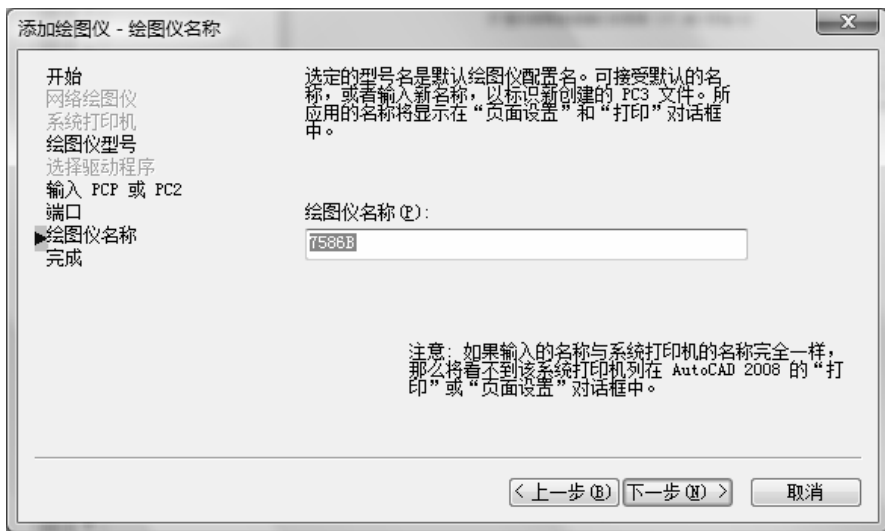 添加绘图仪 - 绘图仪名称
开始
网络绘图仪
系统打印机
绘图仪型号
选择驱动程序
输入 PCP 或 PC2
端口
绘图仪名称
完成
选定的型号名是默认绘图仪配置名。可接受默认的名
称，或者输入新名称，以标识新创建的 PC3 文件。所
应用的名称将显示在“页面设置”和“打印”对话框
中。
绘图仪名称(P):
7586B
注意: 如果输入的名称与系统打印机的名称完全一样，
那么将看不到该系统打印机列在 AutoCAD 2008 的“打
印”或“页面设置”对话框中。
< 上一步(B) 下一步(N) > 取消